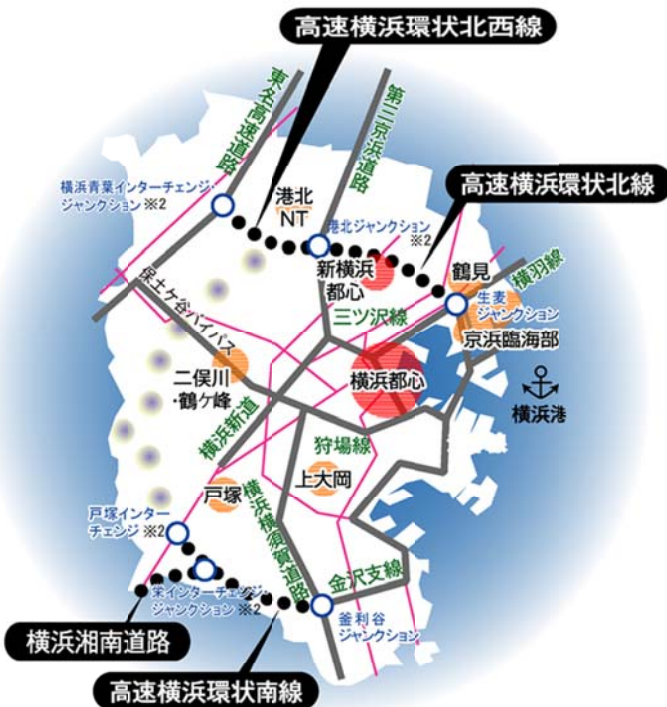 高速横浜環状北西線
東名高速道路
第三京浜道路
横浜青葉インターチェンジ・
ジャンクション ※2
港北
NT
港北ジャンクション
※2
高速横浜環状北線
新横浜
都心
鶴見
横羽線
生麦
ジャンクション
三ツ沢線
京浜臨海部
保土ケ谷バイパス
二俣川
・鶴ケ峰
横浜都心
横浜港
横浜新道
狩場線
上大岡
戸塚
戸塚インター
チェンジ ※2
横浜横須賀道路
金沢支線
栄インターチェンジ・
ジャンクション ※2
釜利谷
ジャンクション
横浜湘南道路
高速横浜環状南線